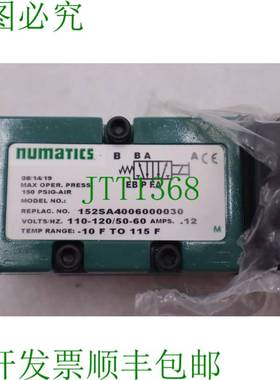 图必究！
numatics
B BA A CE
EB P EA
08/14/19
MAX OPER. PRESS
150 PSIG-AIR
MODEL NO.:
JTT1368
REPLAC. NO. 152SA4006000030
VOLTS/HZ. 110-120/50-60 AMPS. .12
TEMP RANGE: -10 F TO 115 F
M
开发票顺丰包邮